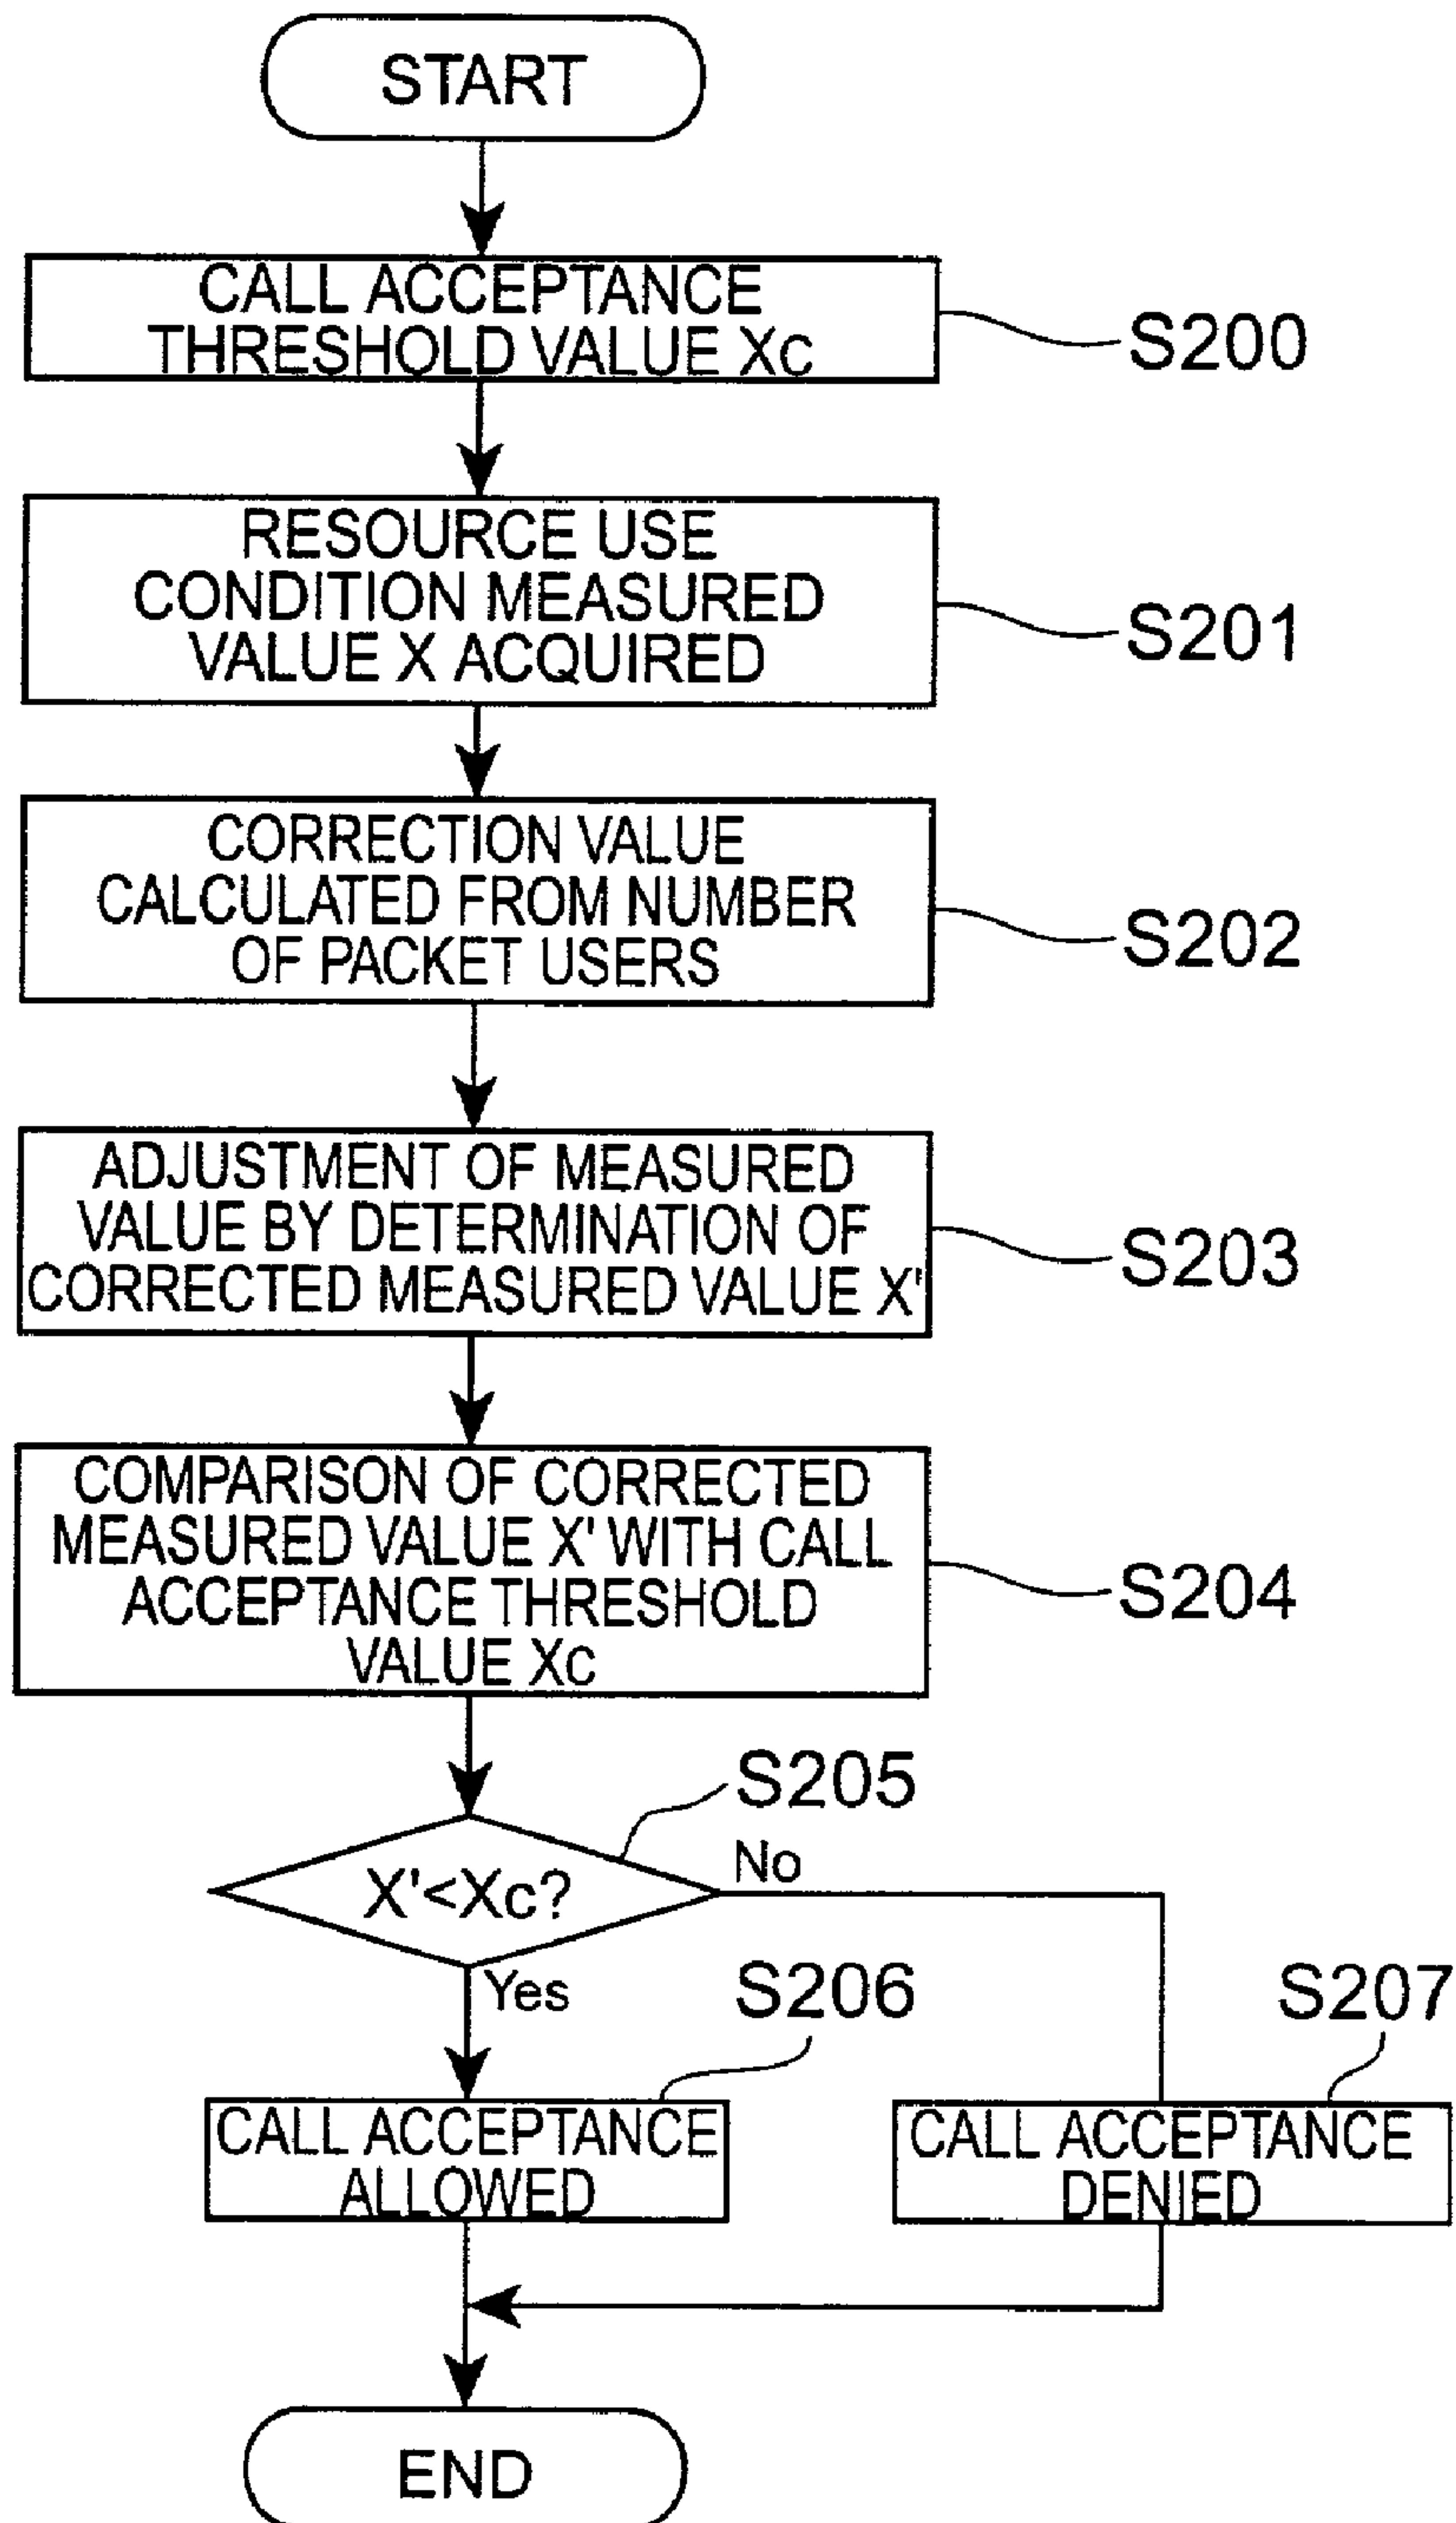 START
CALL ACCEPTANCE
THRESHOLD VALUE Xc
S200
RESOURCE USE
CONDITION MEASURED
VALUE X ACQUIRED
S201
CORRECTION VALUE
CALCULATED FROM NUMBER
OF PACKET USERS
S202
ADJUSTMENT OF MEASURED
VALUE BY DETERMINATION OF
CORRECTED MEASURED VALUE X'
S203
COMPARISON OF CORRECTED
MEASURED VALUE X' WITH CALL
ACCEPTANCE THRESHOLD
VALUE Xc
S204
S205
X'<Xc?
No
Yes
S206
CALL ACCEPTANCE
ALLOWED
S207
CALL ACCEPTANCE
DENIED
END